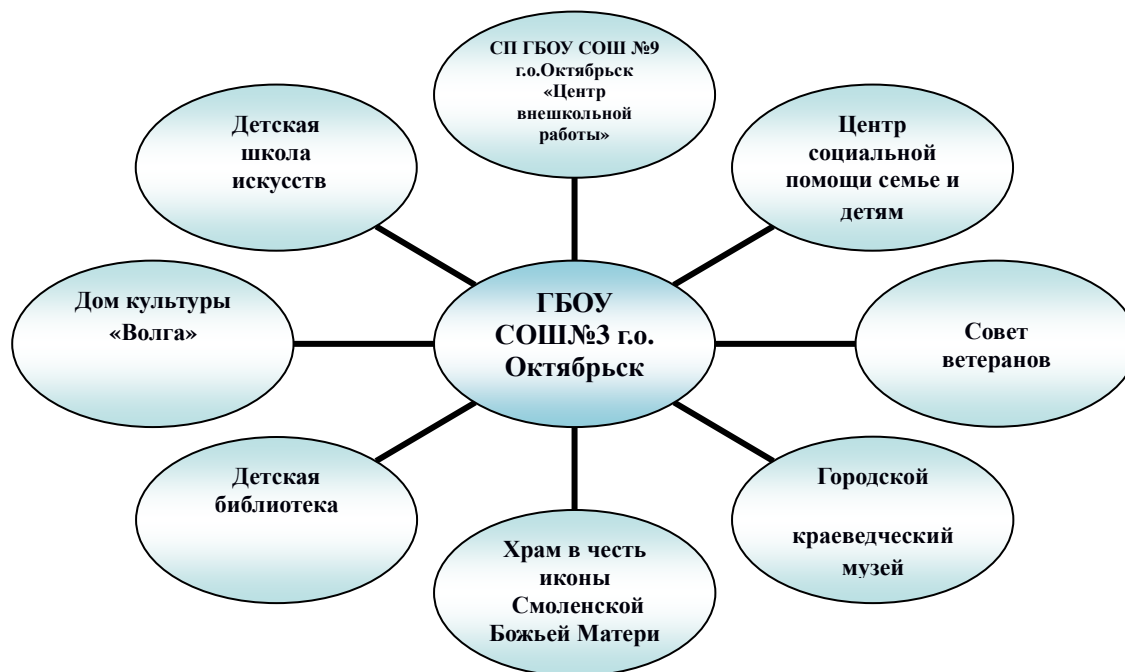 СП ГБОУ СОШ №9
г.о.Октябрьск
«Центр
внешкольной
работы»
Детская
школа
искусств
Центр
социальной
помощи семье и
детям
Дом культуры
«Волга»
ГБОУ
СОШ№3 г.о.
Октябрьск
Совет
ветеранов
Детская
библиотека
Городской
краеведческий
музей
Храм в честь
иконы
Смоленской
Божьей Матери